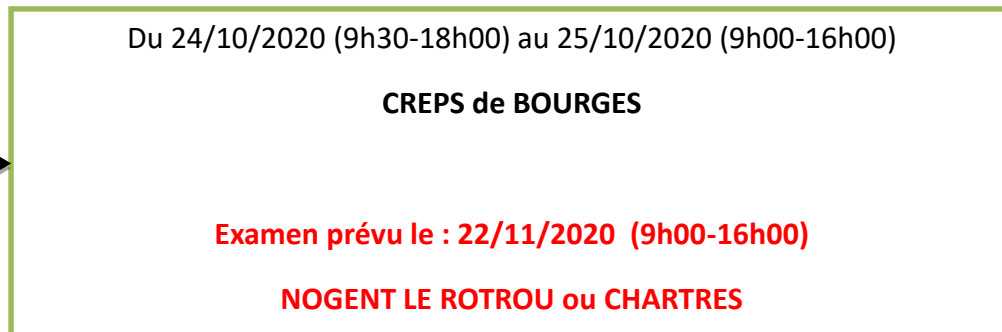 Du 24/10/2020 (9h30-18h00) au 25/10/2020 (9h00-16h00)
CREPS de BOURGES
Examen prévu le : 22/11/2020 (9h00-16h00)
NOGENT LE ROTROU ou CHARTRES